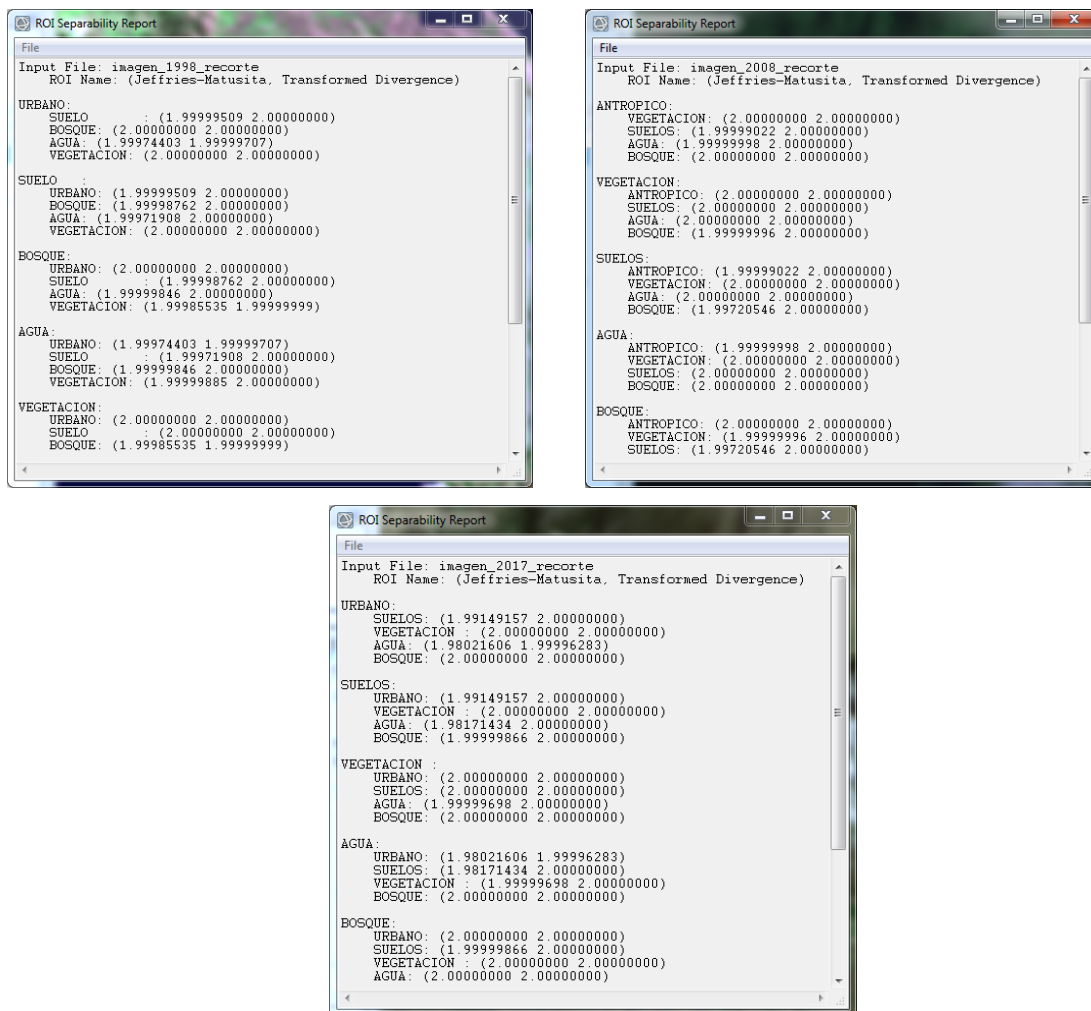 ROI Separability Report
File
Input File: imagen_1998_recorte
ROI Name: (Jeffries-Matusita, Transformed Divergence)
URBANO:
SUELO : (1.99999509 2.00000000)
BOSQUE: (2.00000000 2.00000000)
AGUA: (1.99974403 1.99999707)
VEGETACION: (2.00000000 2.00000000)
SUELO :
URBANO: (1.99999509 2.00000000)
BOSQUE: (1.99998762 2.00000000)
AGUA: (1.99971908 2.00000000)
VEGETACION: (2.00000000 2.00000000)
BOSQUE:
URBANO: (2.00000000 2.00000000)
SUELO : (1.99998762 2.00000000)
AGUA: (1.99999846 2.00000000)
VEGETACION: (1.99985535 1.99999999)
AGUA:
URBANO: (1.99974403 1.99999707)
SUELO : (1.99971908 2.00000000)
BOSQUE: (1.99999846 2.00000000)
VEGETACION: (1.99999885 2.00000000)
VEGETACION:
URBANO: (2.00000000 2.00000000)
SUELO : (2.00000000 2.00000000)
BOSQUE: (1.99985535 1.99999999)
ROI Separability Report
File
Input File: imagen_2008_recorte
ROI Name: (Jeffries-Matusita, Transformed Divergence)
ANTROPICO:
VEGETACION: (2.00000000 2.00000000)
SUELOS: (1.99999022 2.00000000)
AGUA: (1.99999998 2.00000000)
BOSQUE: (2.00000000 2.00000000)
VEGETACION:
ANTROPICO: (2.00000000 2.00000000)
SUELOS: (2.00000000 2.00000000)
AGUA: (2.00000000 2.00000000)
BOSQUE: (1.99999996 2.00000000)
SUELOS:
ANTROPICO: (1.99999022 2.00000000)
VEGETACION: (2.00000000 2.00000000)
AGUA: (2.00000000 2.00000000)
BOSQUE: (1.99720546 2.00000000)
AGUA:
ANTROPICO: (1.99999998 2.00000000)
VEGETACION: (2.00000000 2.00000000)
SUELOS: (2.00000000 2.00000000)
BOSQUE: (2.00000000 2.00000000)
BOSQUE:
ANTROPICO: (2.00000000 2.00000000)
VEGETACION: (1.99999996 2.00000000)
SUELOS: (1.99720546 2.00000000)
ROI Separability Report
File
Input File: imagen_2017_recorte
ROI Name: (Jeffries-Matusita, Transformed Divergence)
URBANO:
SUELOS: (1.99149157 2.00000000)
VEGETACION : (2.00000000 2.00000000)
AGUA: (1.98021606 1.99996283)
BOSQUE: (2.00000000 2.00000000)
SUELOS:
URBANO: (1.99149157 2.00000000)
VEGETACION : (2.00000000 2.00000000)
AGUA: (1.98171434 2.00000000)
BOSQUE: (1.99999866 2.00000000)
VEGETACION :
URBANO: (2.00000000 2.00000000)
SUELOS: (2.00000000 2.00000000)
AGUA: (1.99999698 2.00000000)
BOSQUE: (2.00000000 2.00000000)
AGUA:
URBANO: (1.98021606 1.99996283)
SUELOS: (1.98171434 2.00000000)
VEGETACION : (1.99999698 2.00000000)
BOSQUE: (2.00000000 2.00000000)
BOSQUE:
URBANO: (2.00000000 2.00000000)
SUELOS: (1.99999866 2.00000000)
VEGETACION : (2.00000000 2.00000000)
AGUA: (2.00000000 2.00000000)